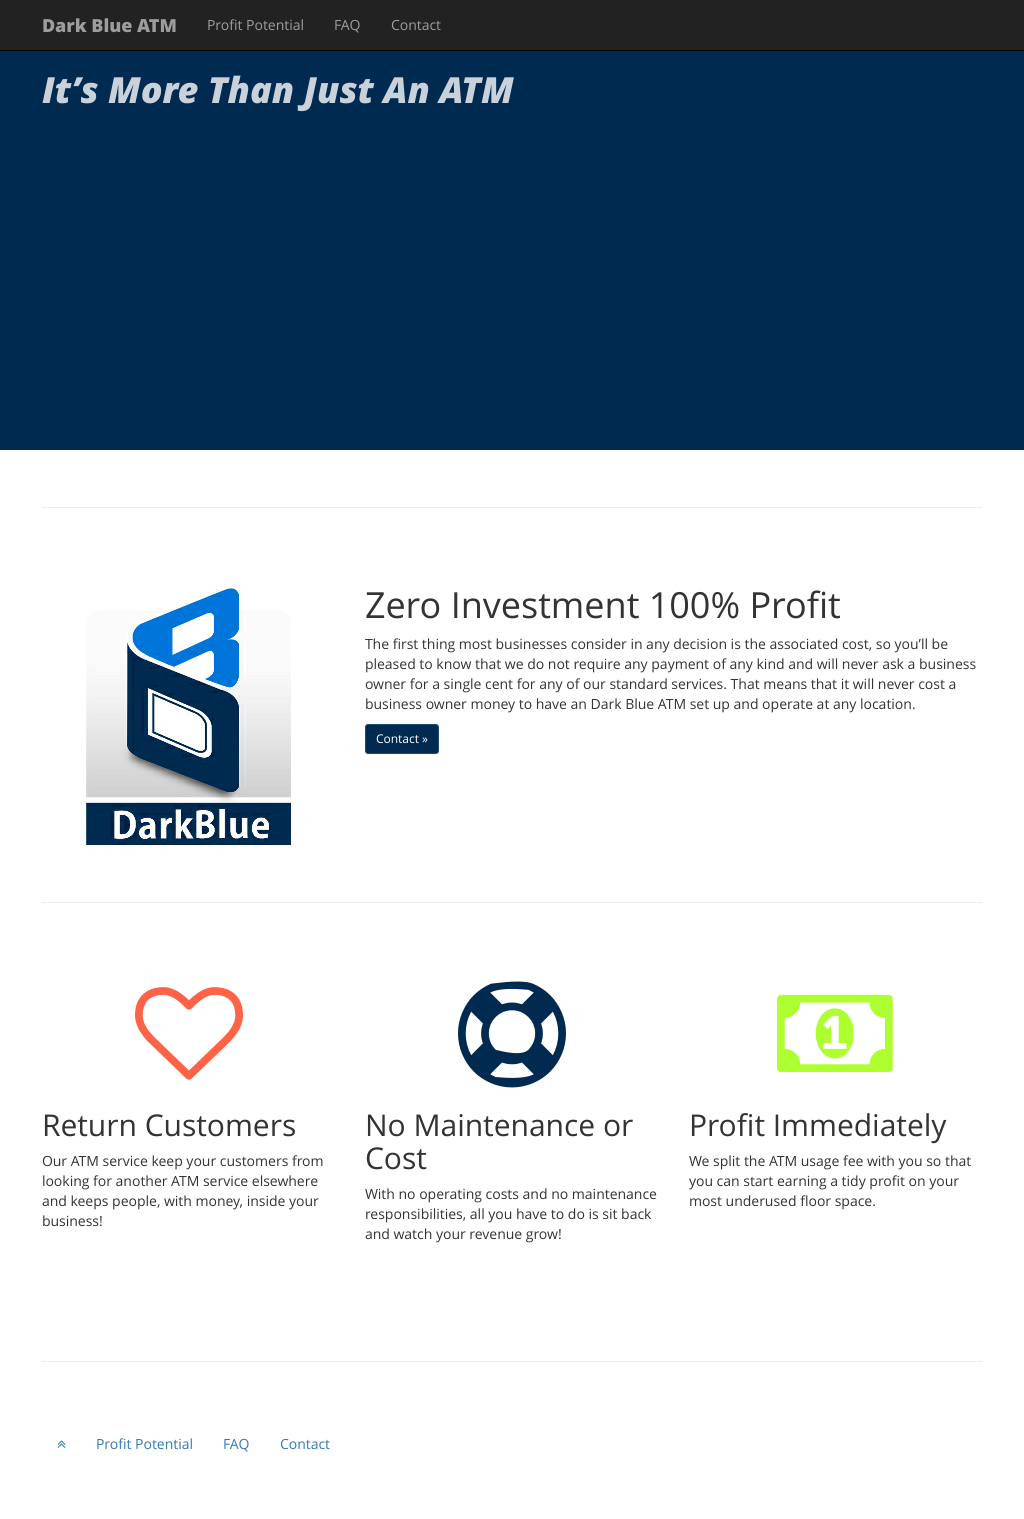 Dark Blue ATM Profit Potential FAQ Contact
It’s More Than Just An ATM
DarkBlue
Zero Investment 100% Profit
The first thing most businesses consider in any decision is the associated cost, so you’ll be
pleased to know that we do not require any payment of any kind and will never ask a business
owner for a single cent for any of our standard services. That means that it will never cost a
business owner money to have an Dark Blue ATM set up and operate at any location.
Contact »
1
Return Customers
Our ATM service keep your customers from
looking for another ATM service elsewhere
and keeps people, with money, inside your
business!
No Maintenance or
Cost
With no operating costs and no maintenance
responsibilities, all you have to do is sit back
and watch your revenue grow!
Profit Immediately
We split the ATM usage fee with you so that
you can start earning a tidy profit on your
most underused floor space.
Profit Potential FAQ Contact